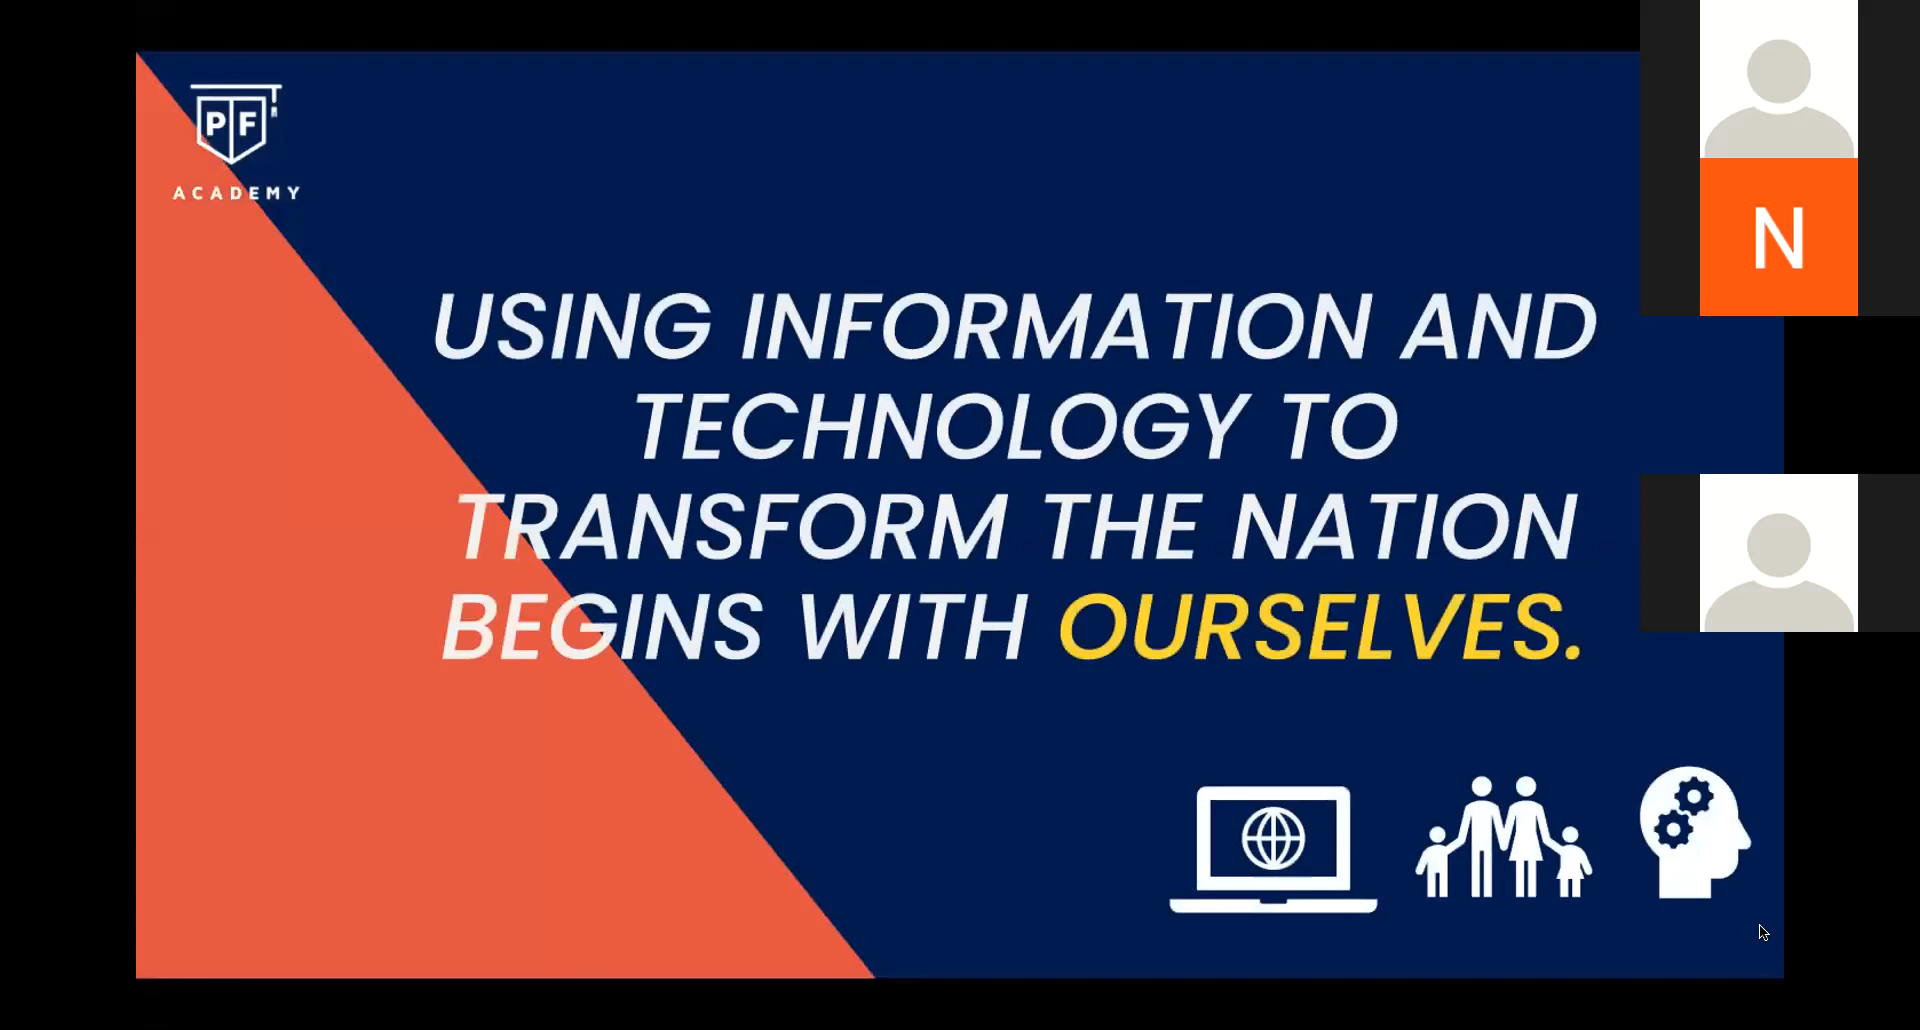 PF
ACADEMY
N
USING INFORMATION AND
TECHNOLOGY TO
TRANSFORM THE NATION
BEGINS WITH OURSELVES.